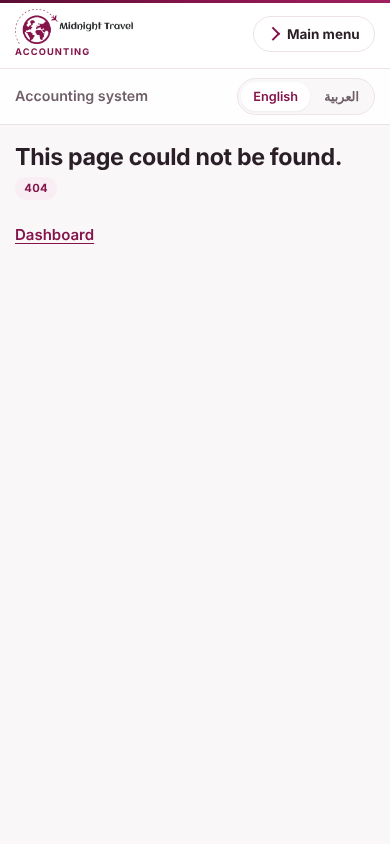 Midnight Travel
ACCOUNTING
Main menu
Accounting system
English
العربية
This page could not be found.
404
Dashboard